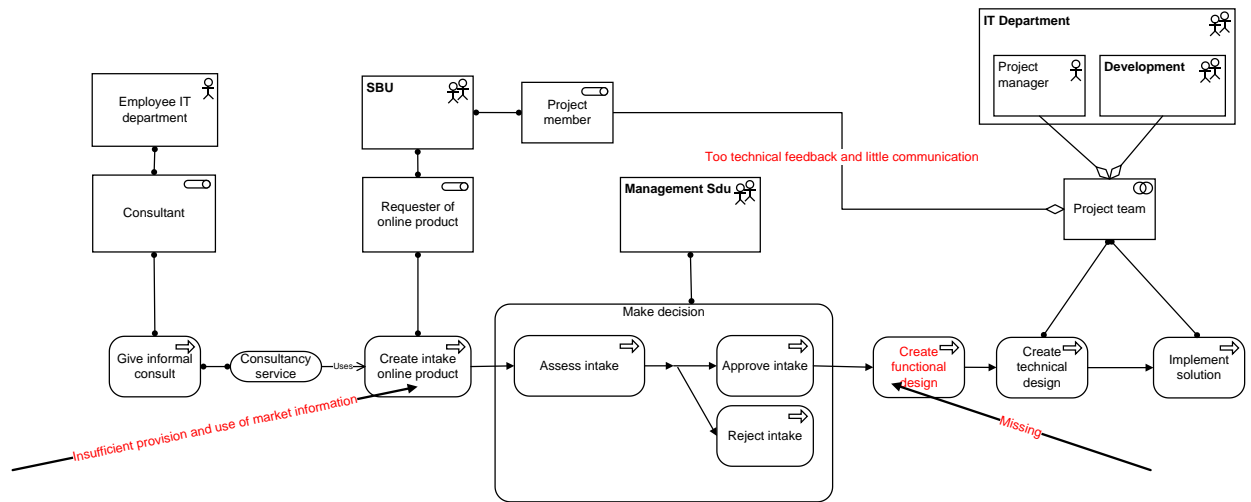 IT Department
Project
manager
Development
Employee IT
department
SBU
Project
member
Too technical feedback and little communication
Consultant
Requester of
online product
Management Sdu
Project team
Make decision
Give informal
consult
Consultancy
service
Uses
Create intake
online product
Assess intake
Approve intake
Create
functional
design
Create
technical
design
Implement
solution
Reject intake
Insufficient provision and use of market information
Missing